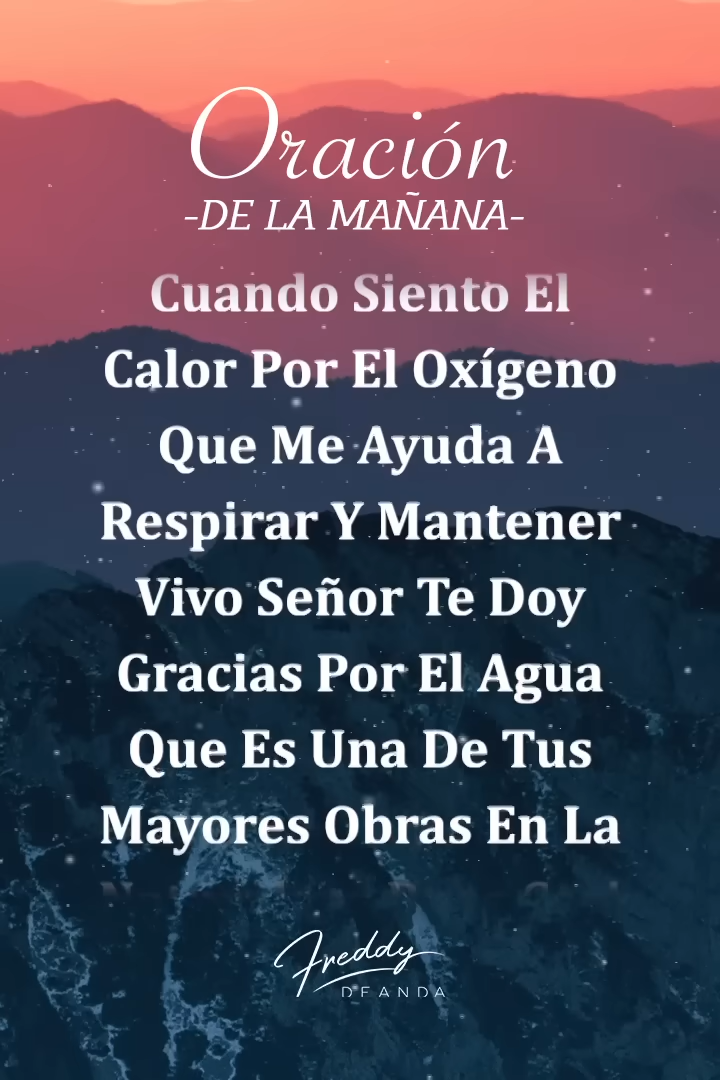 Oración
-DE LA MAÑANA-
Cuando Siento El
Calor Por El Oxígeno
Que Me Ayuda A
Respirar Y Mantener
Vivo Señor Te Doy
Gracias Por El Agua
Que Es Una De Tus
Mayores Obras En La
Freddy
DEANDA